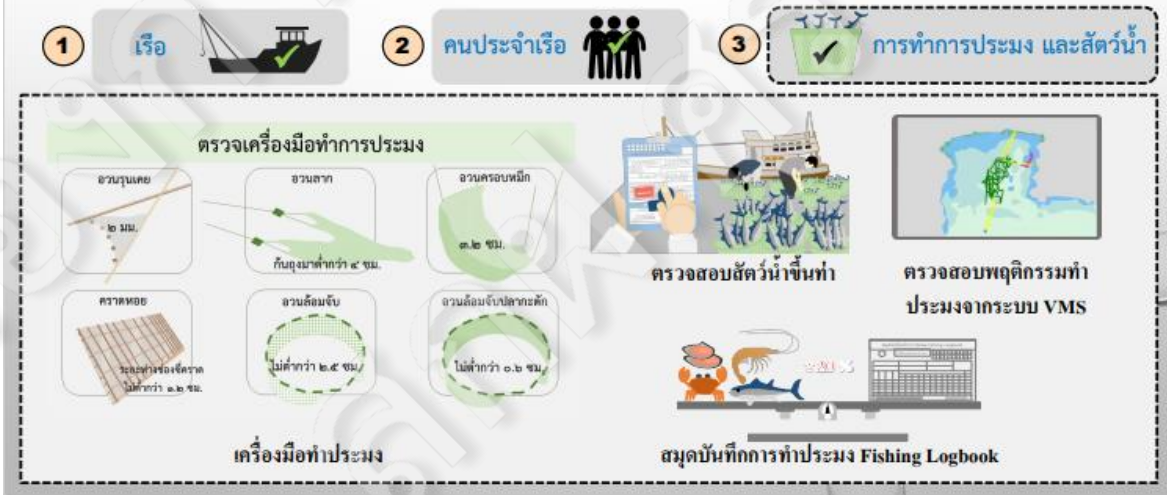 1 เรือ
2 คนประจำเรือ
3 การทำการประมง และสัตว์น้ำ
ตรวจเครื่องมือทำการประมง
อวนรุนเคย
๒ มม.
อวนลาก
ก้นถุงมาต่ำกว่า ๔ ซม.
อวนครอบหมึก
๓.๒ ซม.
คราดหอย
ระยะห่างของซี่คราด
ไม่ต่ำกว่า ๑.๒ ซม.
อวนล้อมจับ
ไม่ต่ำกว่า ๒.๕ ซม.
อวนล้อมจับปลากะตัก
ไม่ต่ำกว่า ๐.๖ ซม.
เครื่องมือทำประมง
ตรวจสอบสัตว์น้ำขึ้นท่า
ตรวจสอบพฤติกรรมทำ
ประมงจากระบบ VMS
สมุดบันทึกการทำประมง Fishing Logbook